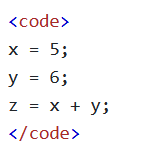 <code>
x = 5;
y = 6;
z = x + y;
</code>